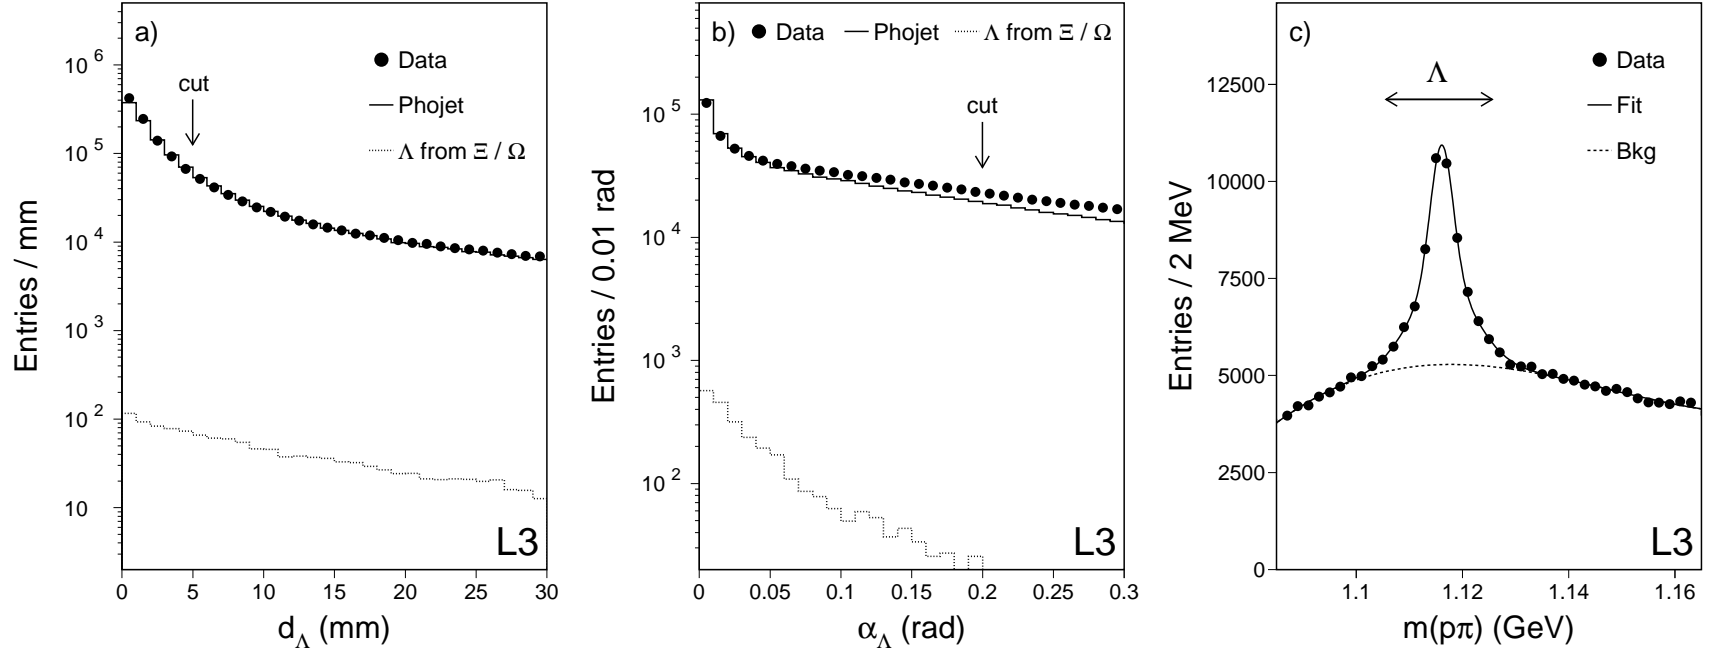 a)
Data
Phojet
Λ from Ξ / Ω
cut
10^6
10^5
10^4
10^3
10^2
10
Entries / mm
0 5 10 15 20 25 30
d_Λ (mm)
L3
b)
Data Phojet Λ from Ξ / Ω
cut
10^5
10^4
10^3
10^2
Entries / 0.01 rad
0 0.05 0.1 0.15 0.2 0.25 0.3
α_Λ (rad)
L3
c)
Data
Fit
Bkg
Λ
12500
10000
7500
5000
2500
0
Entries / 2 MeV
1.1 1.12 1.14 1.16
m(pπ) (GeV)
L3